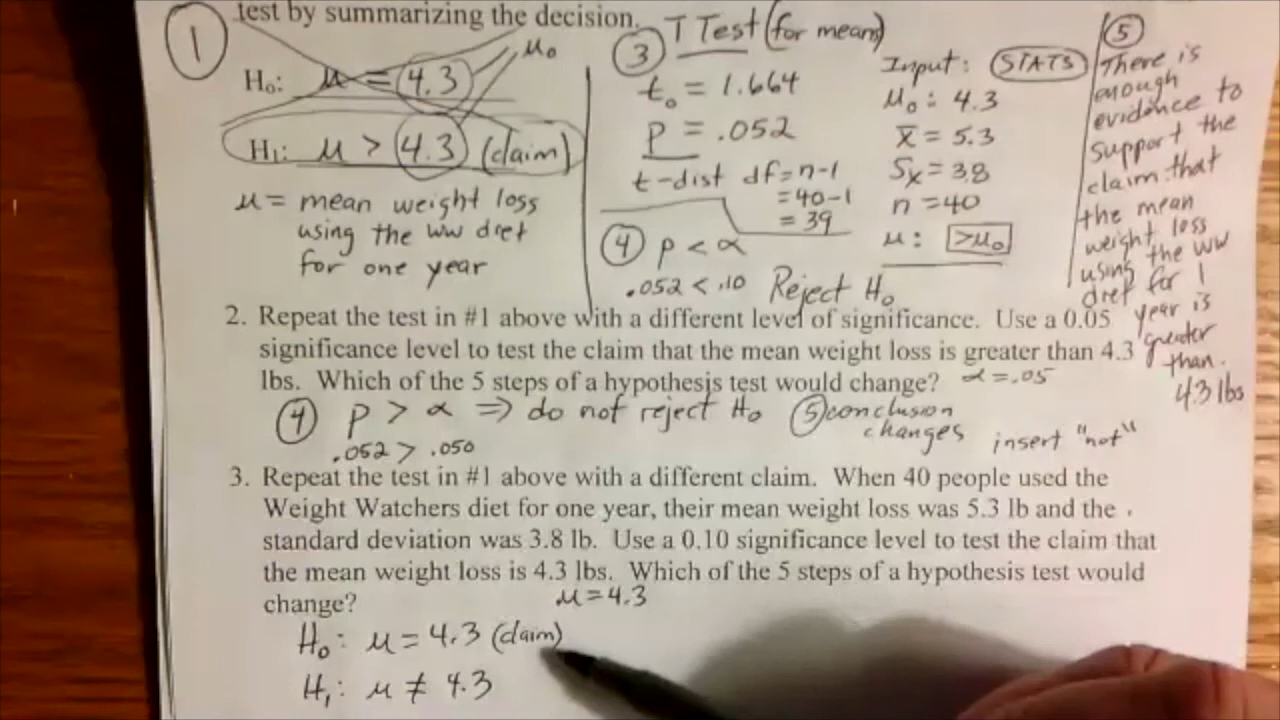 test by summarizing the decision.
①
H₀: μ = 4.3
μ₀
H₁: μ > 4.3 (claim)
μ = mean weight loss
using the WW diet
for one year
③ T Test (for means)
t₀ = 1.664
P = .052
t-dist df = n-1
= 40-1
= 39
Input: STATS
μ₀: 4.3
x̄ = 5.3
Sx = 3.8
n = 40
μ: >μ₀
④ P < α
.052 < .10 Reject H₀
⑤
There is
enough
evidence to
support the
claim that
the mean
weight loss
using the WW
diet for 1
year is
greater
than
4.3 lbs
2. Repeat the test in #1 above with a different level of significance. Use a 0.05
significance level to test the claim that the mean weight loss is greater than 4.3
lbs. Which of the 5 steps of a hypothesis test would change? α = .05
④ P > α ⇒ do not reject H₀ ⑤ conclusion
changes insert "not"
.052 > .050
3. Repeat the test in #1 above with a different claim. When 40 people used the
Weight Watchers diet for one year, their mean weight loss was 5.3 lb and the
standard deviation was 3.8 lb. Use a 0.10 significance level to test the claim that
the mean weight loss is 4.3 lbs. Which of the 5 steps of a hypothesis test would
change? μ = 4.3
H₀: μ = 4.3 (claim)
H₁: μ ≠ 4.3